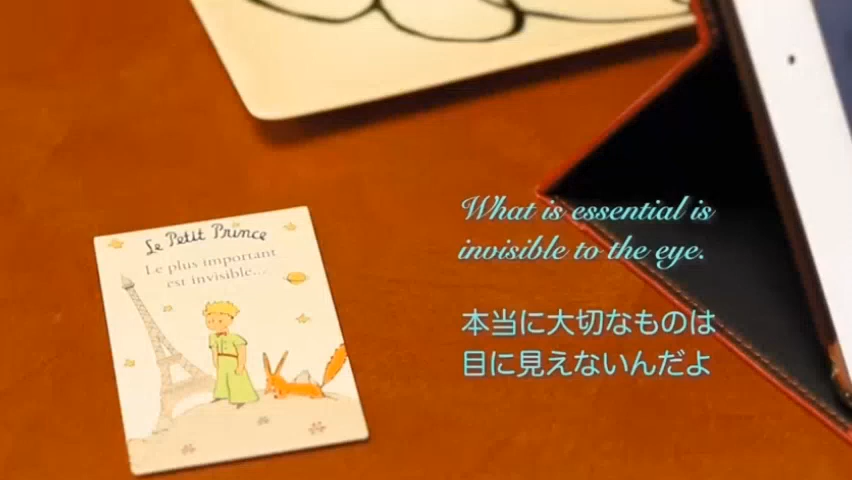 Le Petit Prince
Le plus important
est invisible...
What is essential is
invisible to the eye.
本当に大切なものは
目に見えないんだよ